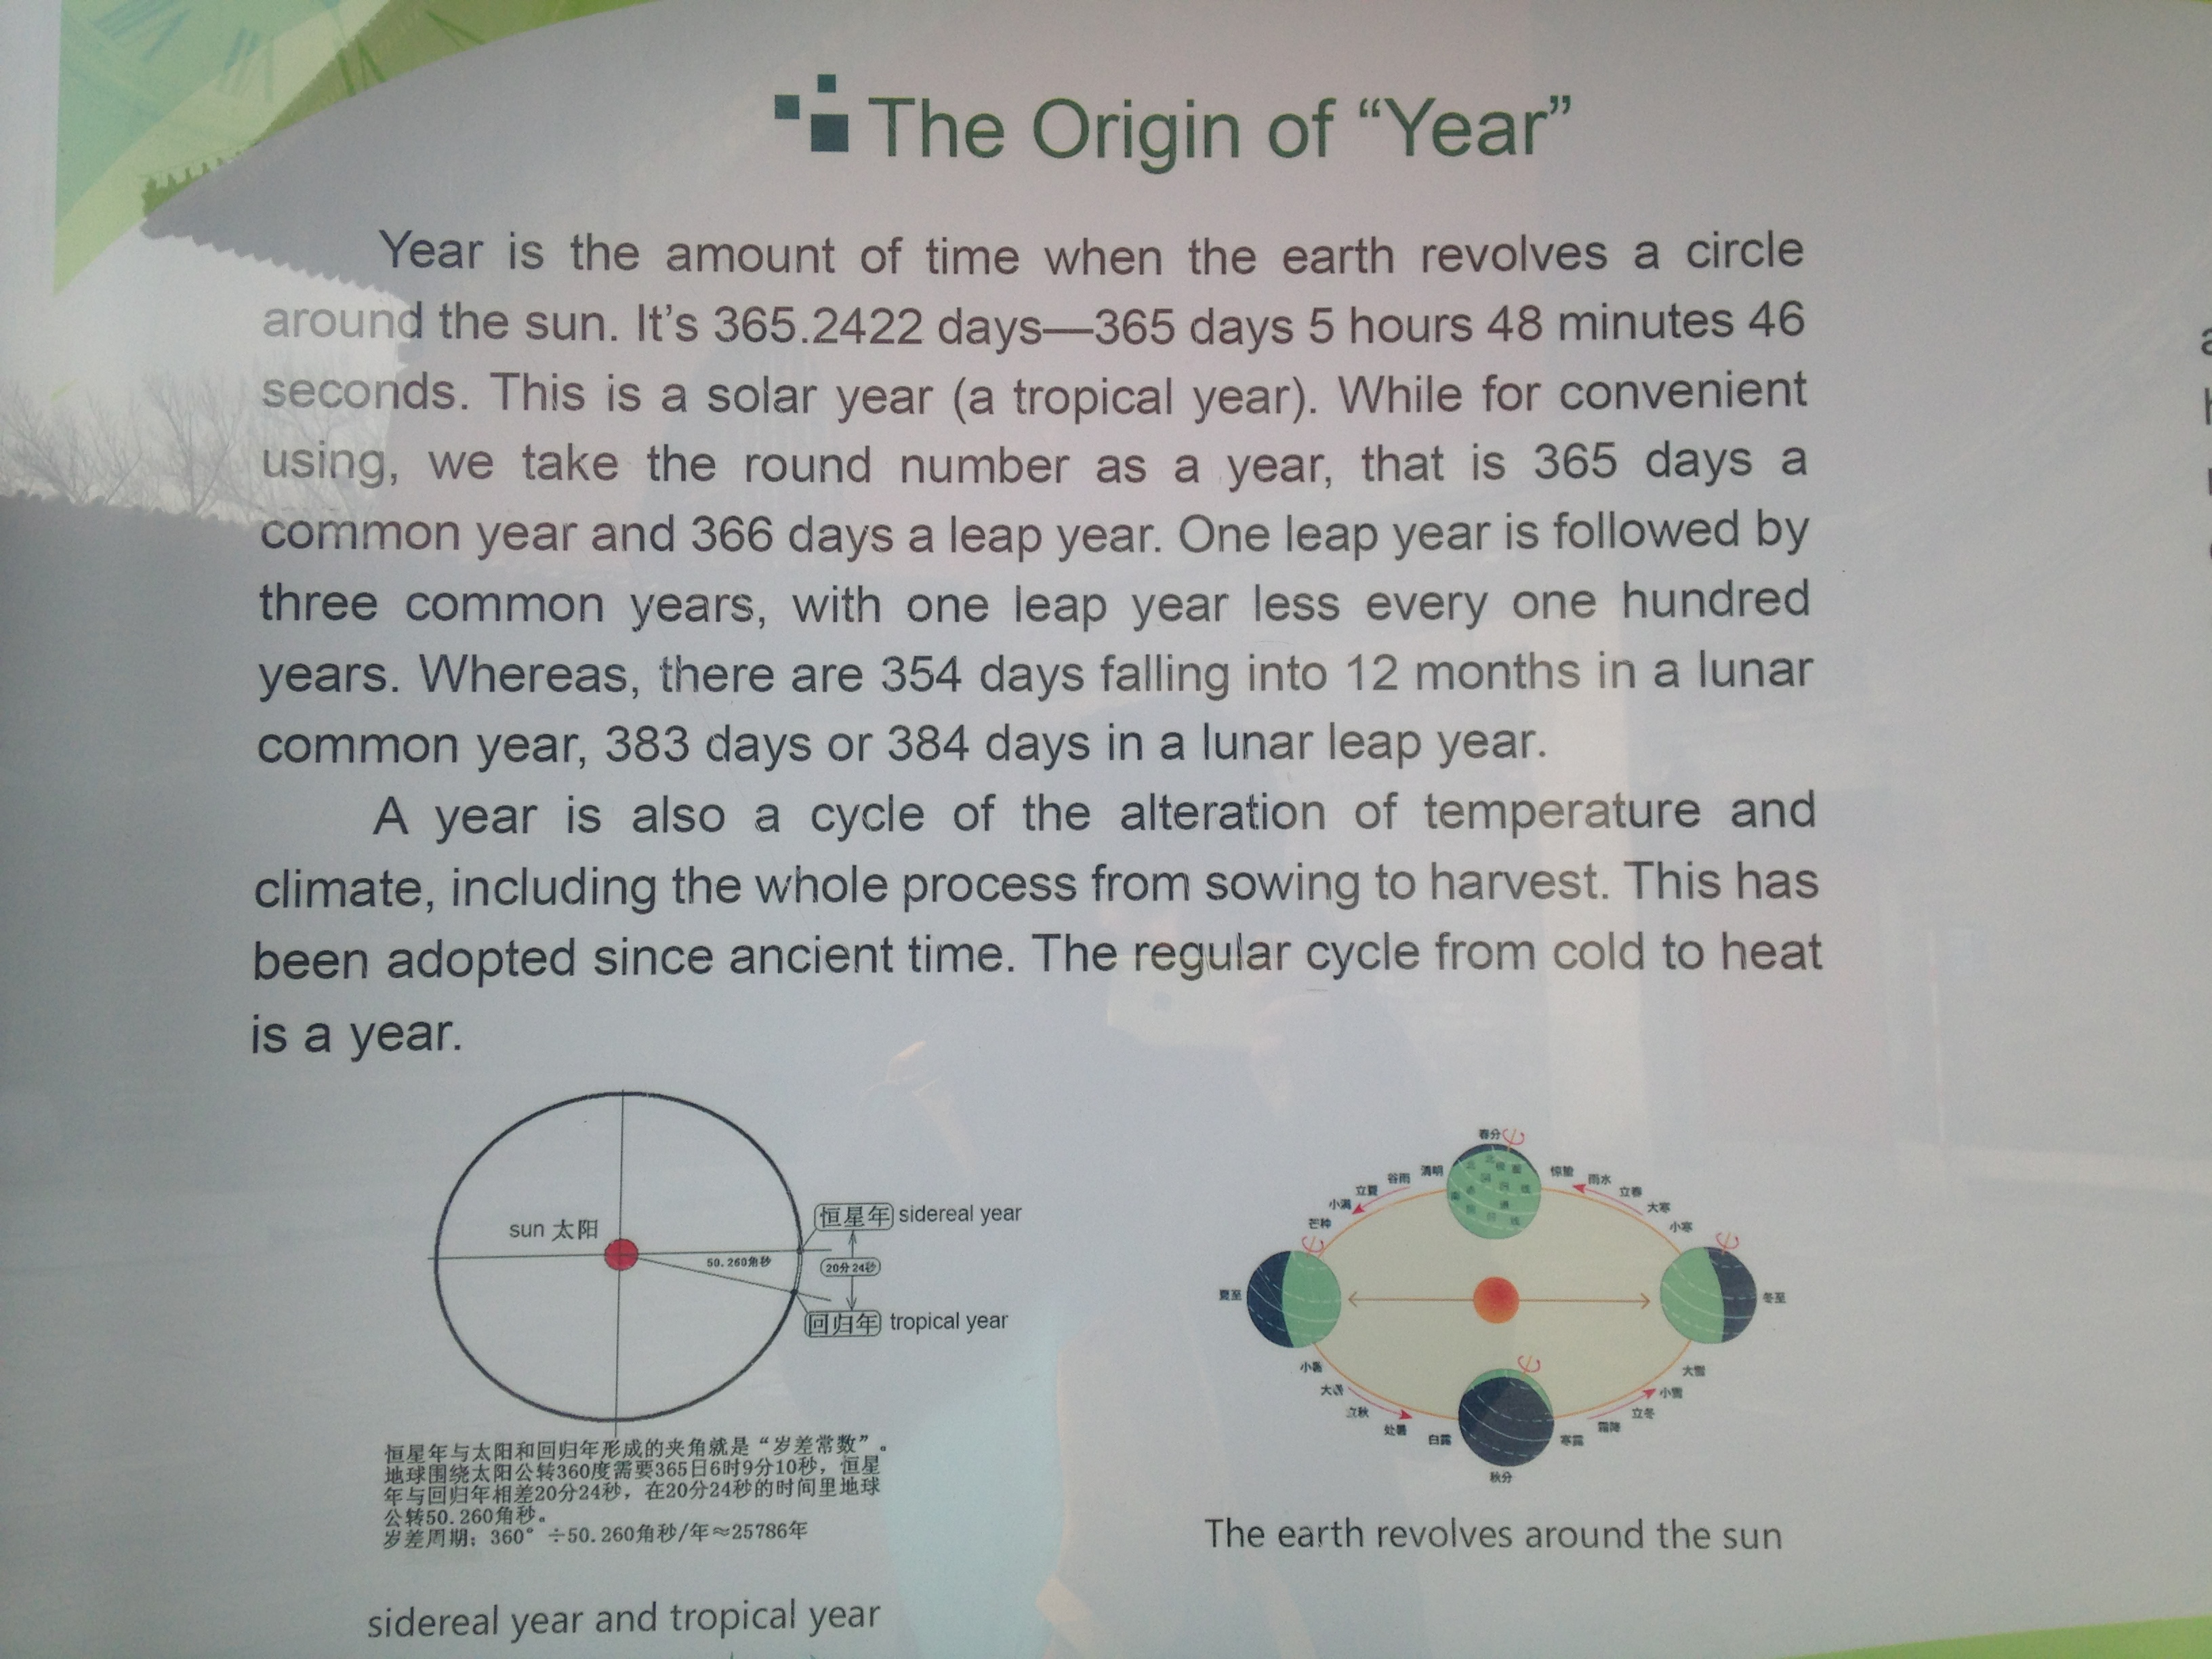 The Origin of “Year”
Year is the amount of time when the earth revolves a circle
around the sun. It’s 365.2422 days—365 days 5 hours 48 minutes 46
seconds. This is a solar year (a tropical year). While for convenient
using, we take the round number as a year, that is 365 days a
common year and 366 days a leap year. One leap year is followed by
three common years, with one leap year less every one hundred
years. Whereas, there are 354 days falling into 12 months in a lunar
common year, 383 days or 384 days in a lunar leap year.
A year is also a cycle of the alteration of temperature and
climate, including the whole process from sowing to harvest. This has
been adopted since ancient time. The regular cycle from cold to heat
is a year.
sun 太阳
恒星年 sidereal year
50.260角秒
20分24秒
回归年 tropical year
恒星年与太阳和回归年形成的夹角就是“岁差常数”。
地球围绕太阳公转360度需要365日6时9分10秒，恒星
年与回归年相差20分24秒，在20分24秒的时间里地球
公转50.260角秒。
岁差周期：360°÷50.260角秒/年≈25786年
sidereal year and tropical year
春分
清明
谷雨
立夏
小满
芒种
夏至
小暑
大暑
立秋
处暑
白露
秋分
寒露
霜降
立冬
小雪
大雪
冬至
小寒
大寒
立春
雨水
惊蛰
The earth revolves around the sun